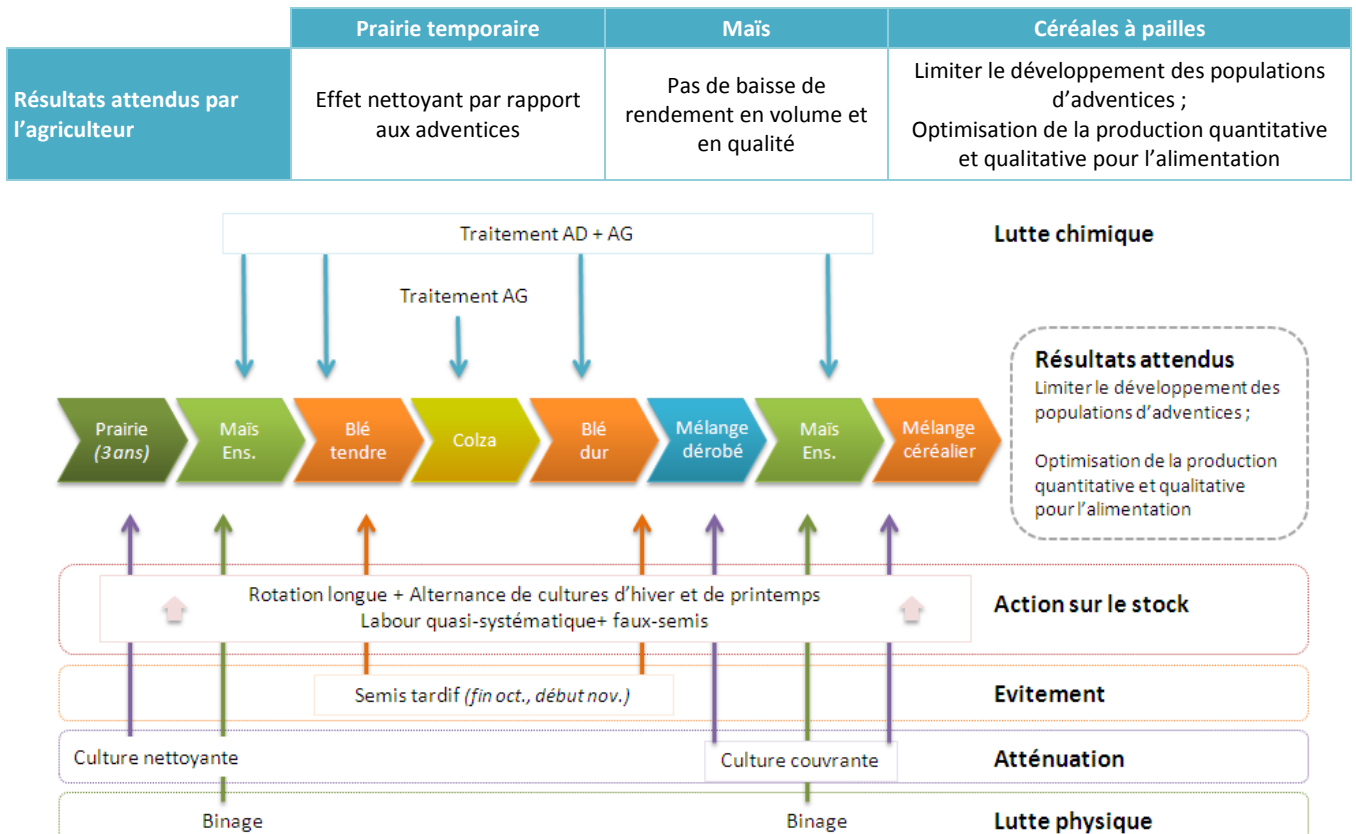 Prairie temporaire
Maïs
Céréales à pailles
Résultats attendus par
l’agriculteur
Effet nettoyant par rapport
aux adventices
Pas de baisse de
rendement en volume et
en qualité
Limiter le développement des populations
d’adventices ;
Optimisation de la production quantitative
et qualitative pour l’alimentation
Traitement AD + AG
Lutte chimique
Traitement AG
Prairie
(3 ans)
Maïs
Ens.
Blé
tendre
Colza
Blé
dur
Mélange
dérobé
Maïs
Ens.
Mélange
céréalier
Résultats attendus
Limiter le développement des
populations d’adventices ;
Optimisation de la production
quantitative et qualitative
pour l’alimentation
Rotation longue + Alternance de cultures d’hiver et de printemps
Labour quasi-systématique+ faux-semis
Action sur le stock
Semis tardif (fin oct., début nov.)
Evitement
Culture nettoyante
Culture couvrante
Atténuation
Binage
Binage
Lutte physique